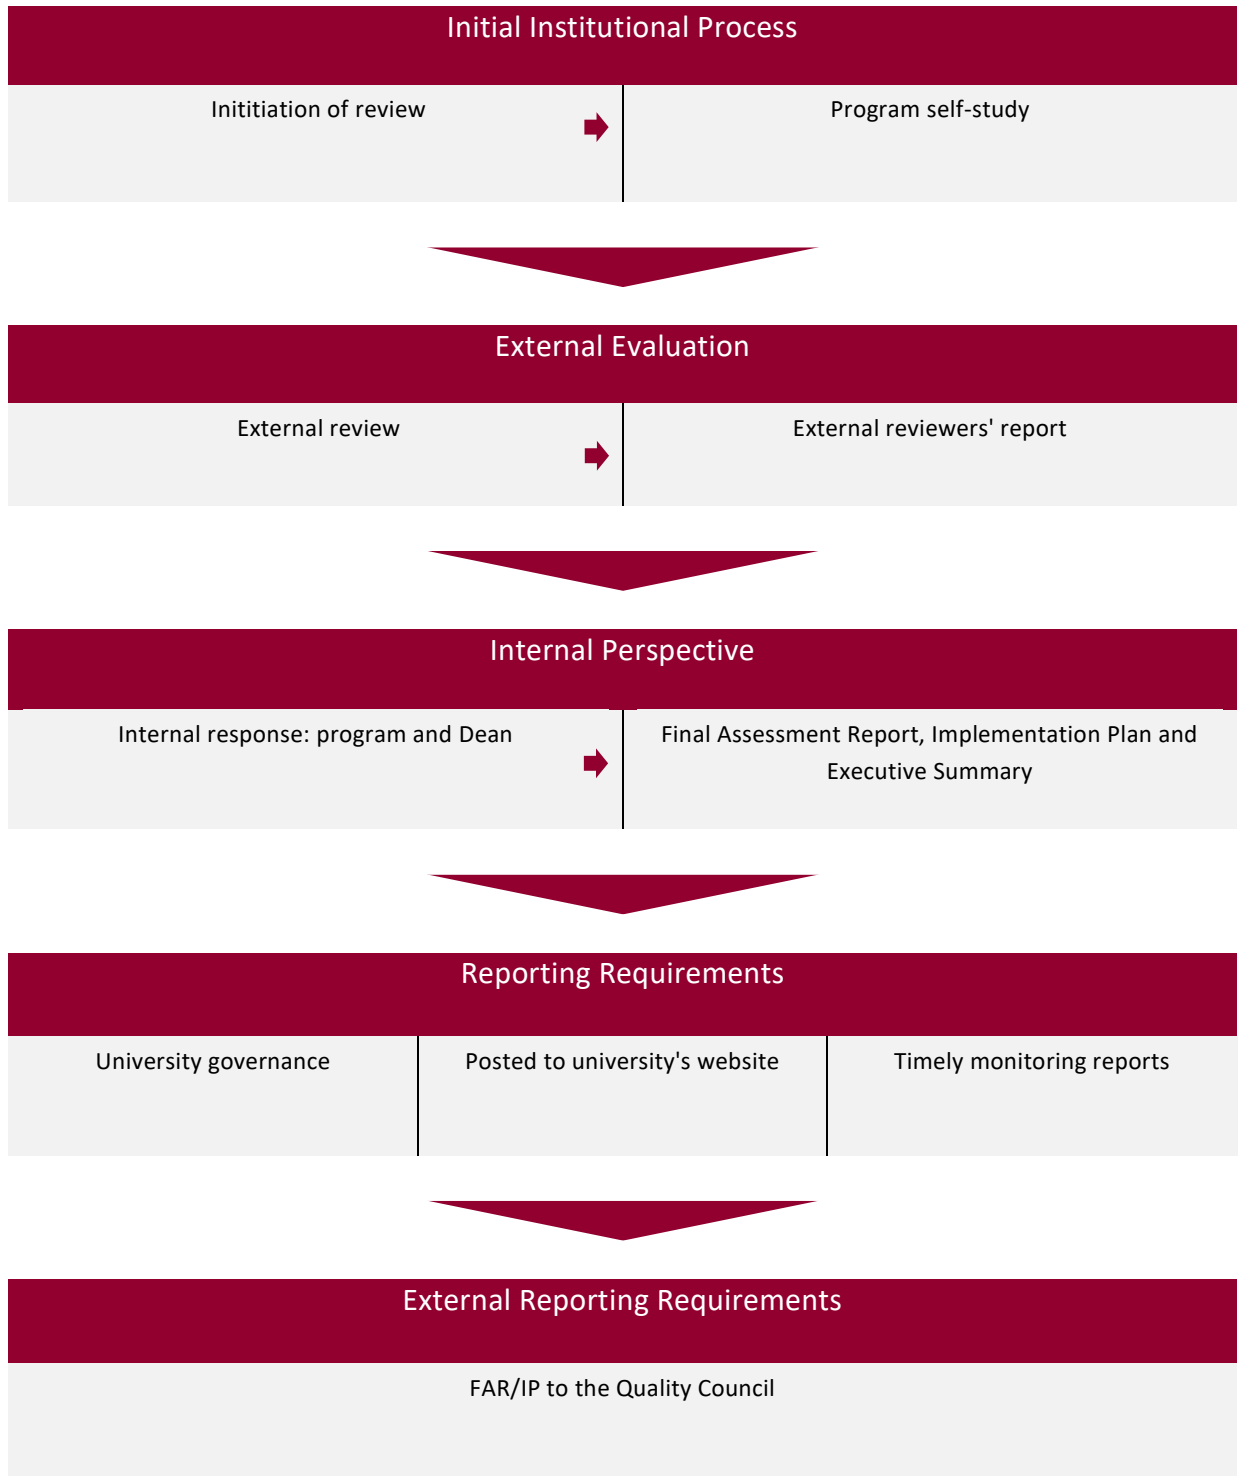 Initial Institutional Process
Inititiation of review
Program self-study
External Evaluation
External review
External reviewers' report
Internal Perspective
Internal response: program and Dean
Final Assessment Report, Implementation Plan and
Executive Summary
Reporting Requirements
University governance
Posted to university's website
Timely monitoring reports
External Reporting Requirements
FAR/IP to the Quality Council